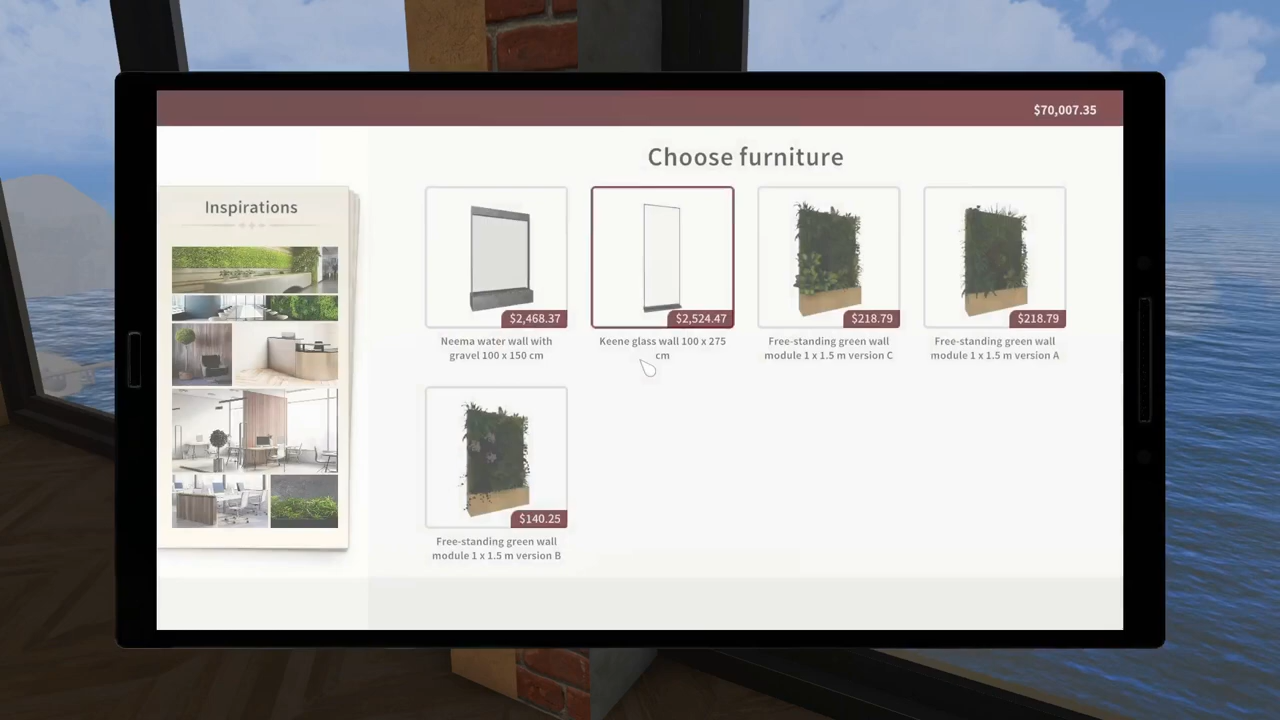 $70,007.35
Choose furniture
Inspirations
$2,468.37
Neema water wall with
gravel 100 x 150 cm
$2,524.47
Keene glass wall 100 x 275
cm
$218.79
Free-standing green wall
module 1 x 1.5 m version C
$218.79
Free-standing green wall
module 1 x 1.5 m version A
$140.25
Free-standing green wall
module 1 x 1.5 m version B